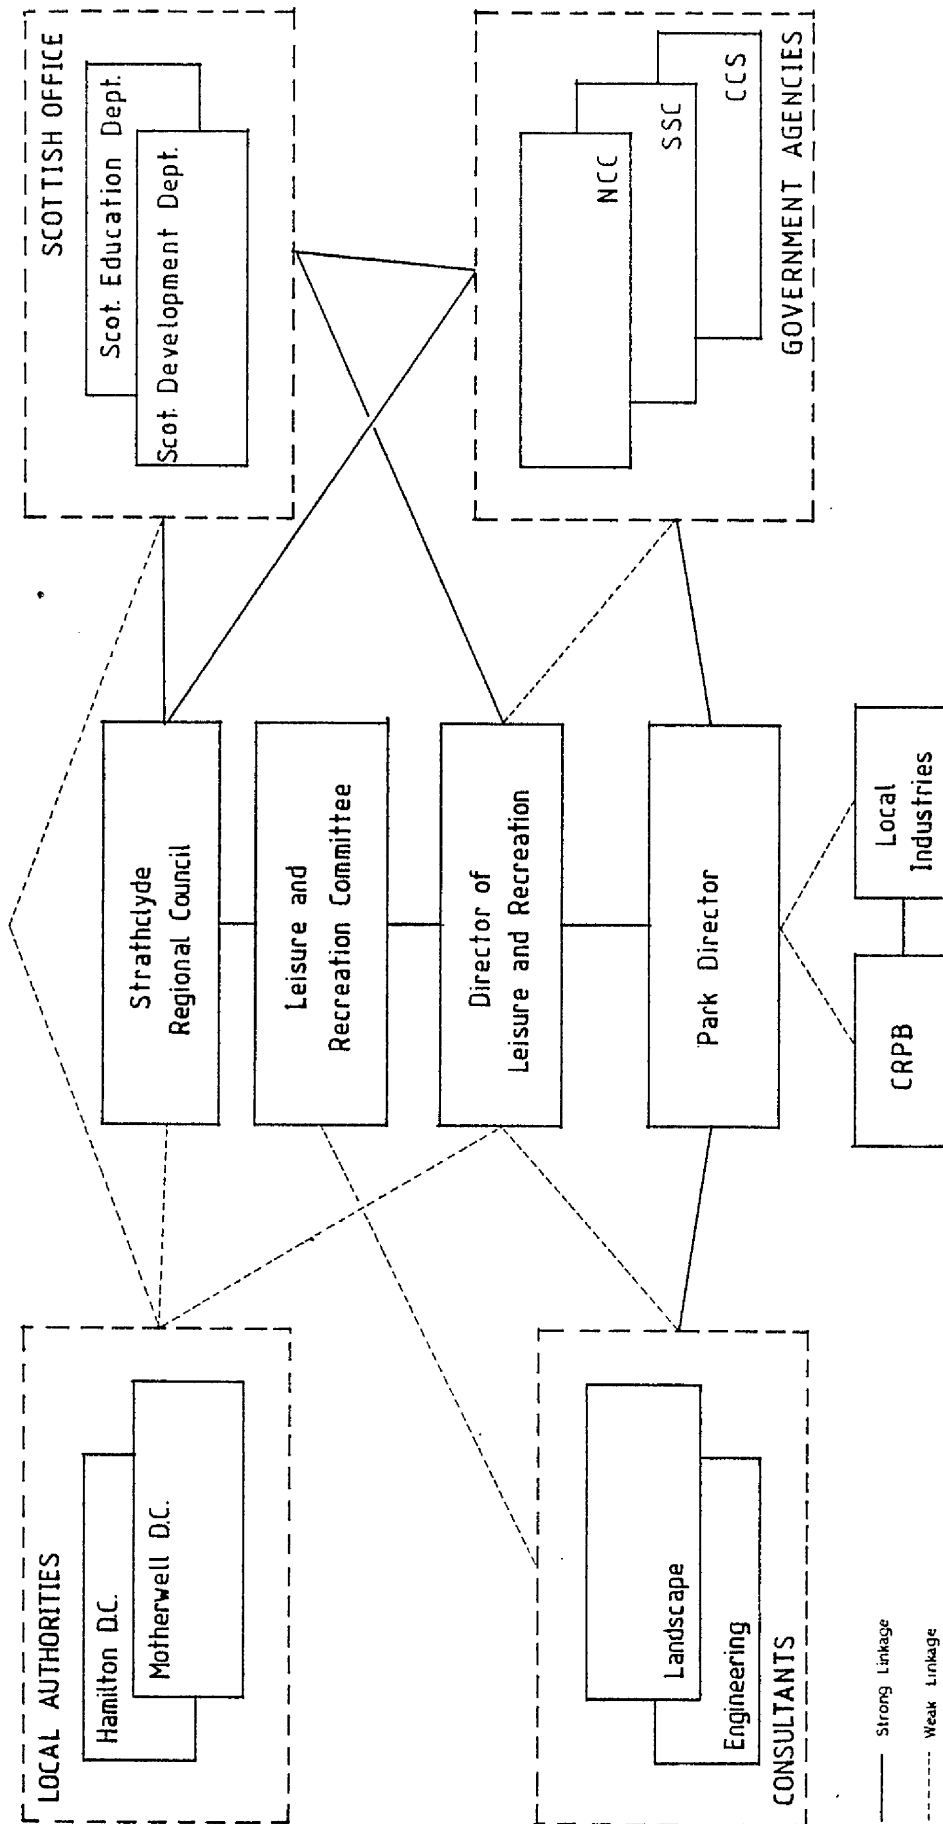 LOCAL AUTHORITIES
Hamilton D.C.
Motherwell D.C.
SCOTTISH OFFICE
Scot. Education Dept.
Scot. Development Dept.
Strathclyde
Regional Council
Leisure and
Recreation Committee
Director of
Leisure and Recreation
Park Director
CRPB
Local
Industries
Landscape
Engineering
CONSULTANTS
NCC
SSC
CCS
GOVERNMENT AGENCIES
Strong Linkage
Weak Linkage